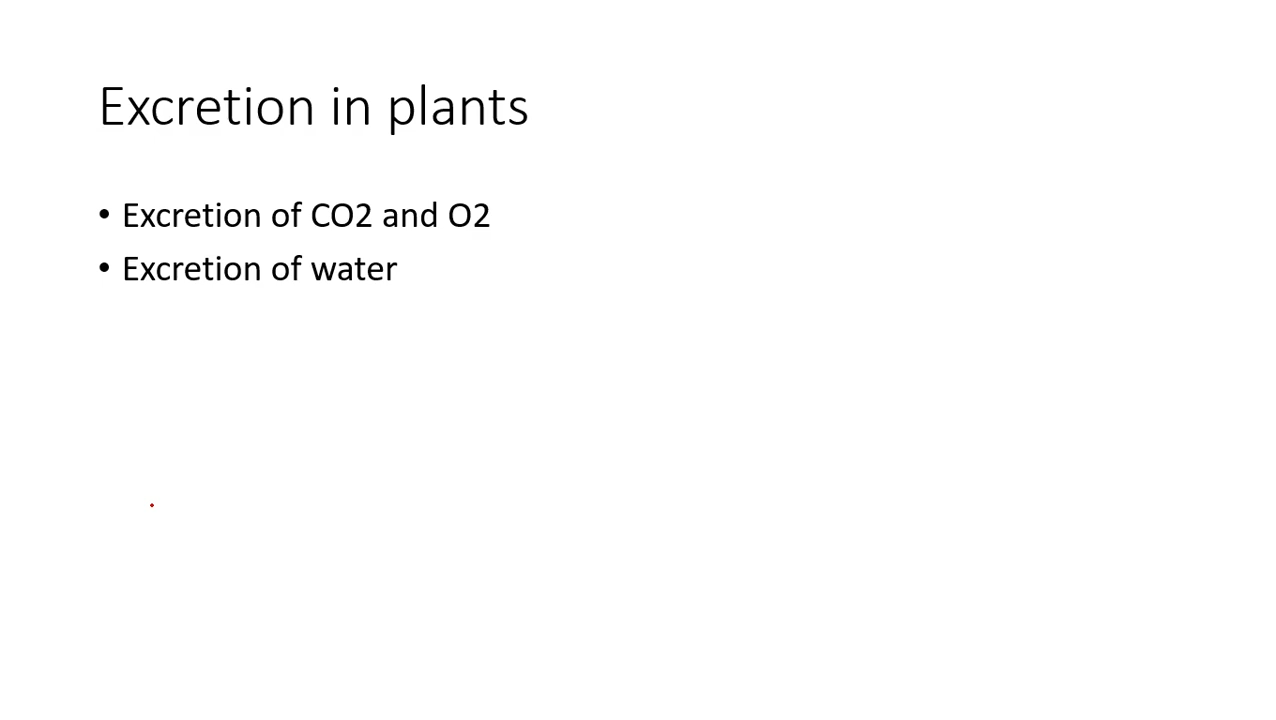 Excretion in plants
• Excretion of CO2 and O2
• Excretion of water